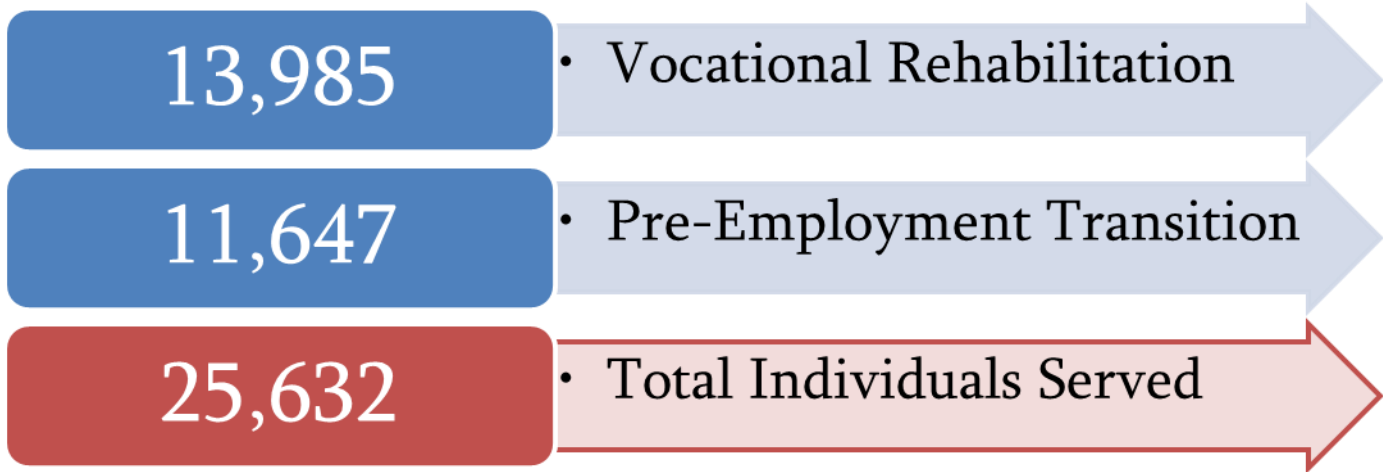 13,985
• Vocational Rehabilitation
11,647
• Pre-Employment Transition
25,632
• Total Individuals Served